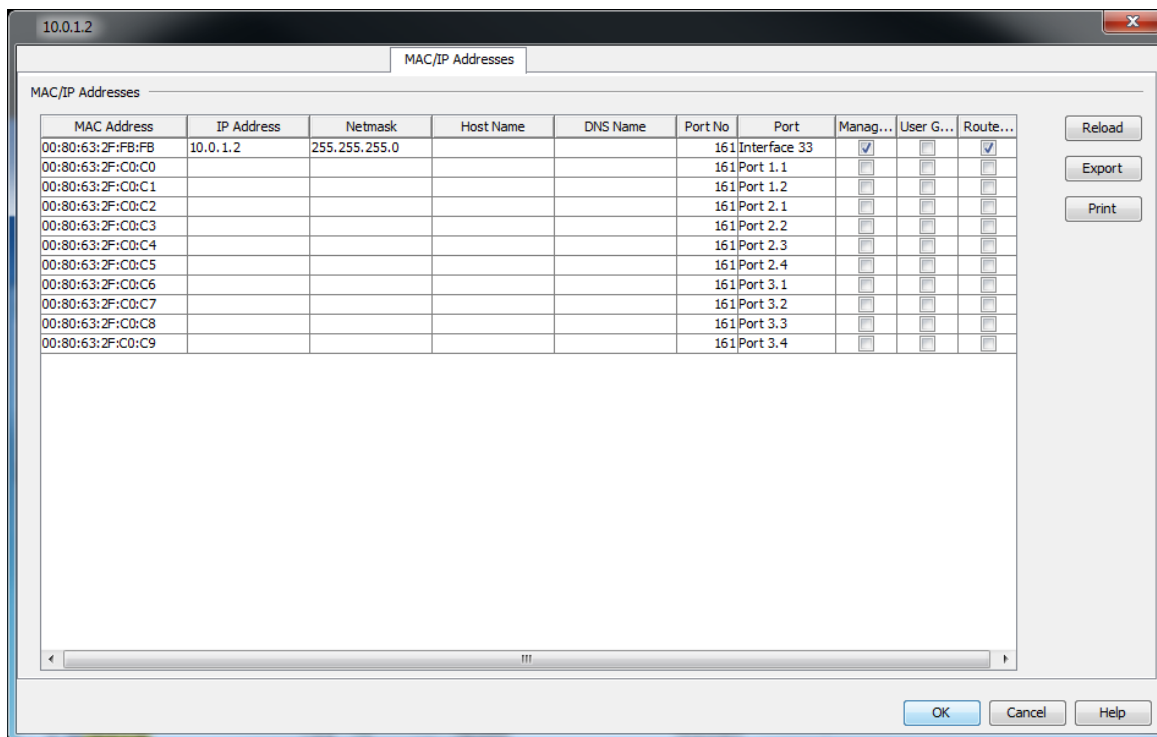 10.0.1.2
MAC/IP Addresses
MAC/IP Addresses
MAC Address IP Address Netmask Host Name DNS Name Port No Port Manag... User G... Route...
00:80:63:2F:FB:FB 10.0.1.2 255.255.255.0 161 Interface 33
00:80:63:2F:C0:C0 161 Port 1.1
00:80:63:2F:C0:C1 161 Port 1.2
00:80:63:2F:C0:C2 161 Port 2.1
00:80:63:2F:C0:C3 161 Port 2.2
00:80:63:2F:C0:C4 161 Port 2.3
00:80:63:2F:C0:C5 161 Port 2.4
00:80:63:2F:C0:C6 161 Port 3.1
00:80:63:2F:C0:C7 161 Port 3.2
00:80:63:2F:C0:C8 161 Port 3.3
00:80:63:2F:C0:C9 161 Port 3.4
Reload
Export
Print
OK Cancel Help